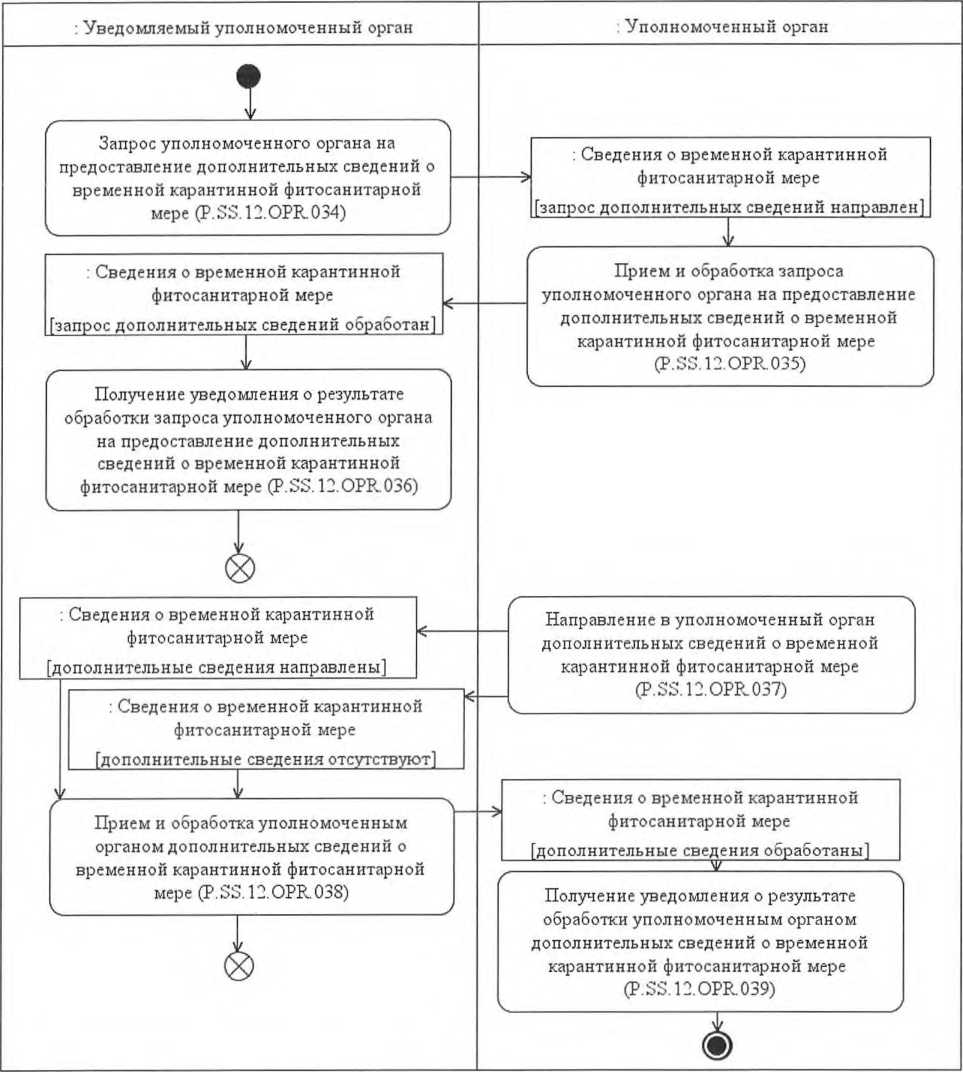 : Уведомляемый уполномоченный орган
: Уполномоченный орган
Запрос уполномоченного органа на
предоставление дополнительных сведений о
временной карантинной фитосанитарной
мере (P.SS.12.OPR.034)
: Сведения о временной карантинной
фитосанитарной мере
[запрос дополнительных сведений направлен]
Прием и обработка запроса
уполномоченного органа на предоставление
дополнительных сведений о временной
карантинной фитосанитарной мере
(P.SS.12.OPR.035)
: Сведения о временной карантинной
фитосанитарной мере
[запрос дополнительных сведений обработан]
Получение уведомления о результате
обработки запроса уполномоченного органа
на предоставление дополнительных
сведений о временной карантинной
фитосанитарной мере (P.SS.12.OPR.036)
Направление в уполномоченный орган
дополнительных сведений о временной
карантинной фитосанитарной мере
(P.SS.12.OPR.037)
: Сведения о временной карантинной
фитосанитарной мере
[дополнительные сведения направлены]
: Сведения о временной карантинной
фитосанитарной мере
[дополнительные сведения отсутствуют]
Прием и обработка уполномоченным
органом дополнительных сведений о
временной карантинной фитосанитарной
мере (P.SS.12.OPR.038)
: Сведения о временной карантинной
фитосанитарной мере
[дополнительные сведения обработаны]
Получение уведомления о результате
обработки уполномоченным органом
дополнительных сведений о временной
карантинной фитосанитарной мере
(P.SS.12.OPR.039)